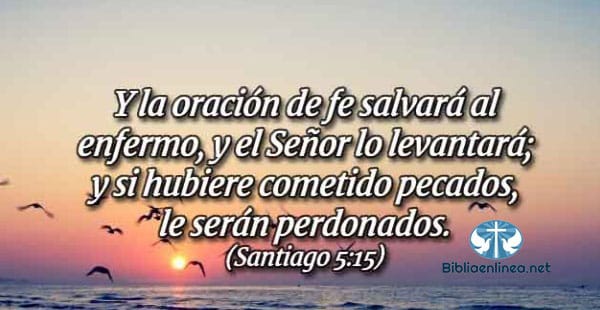 Y la oración de fe salvará al
enfermo, y el Señor lo levantará;
y si hubiere cometido pecados,
le serán perdonados.
(Santiago 5:15)
Bibliaenlinea.net